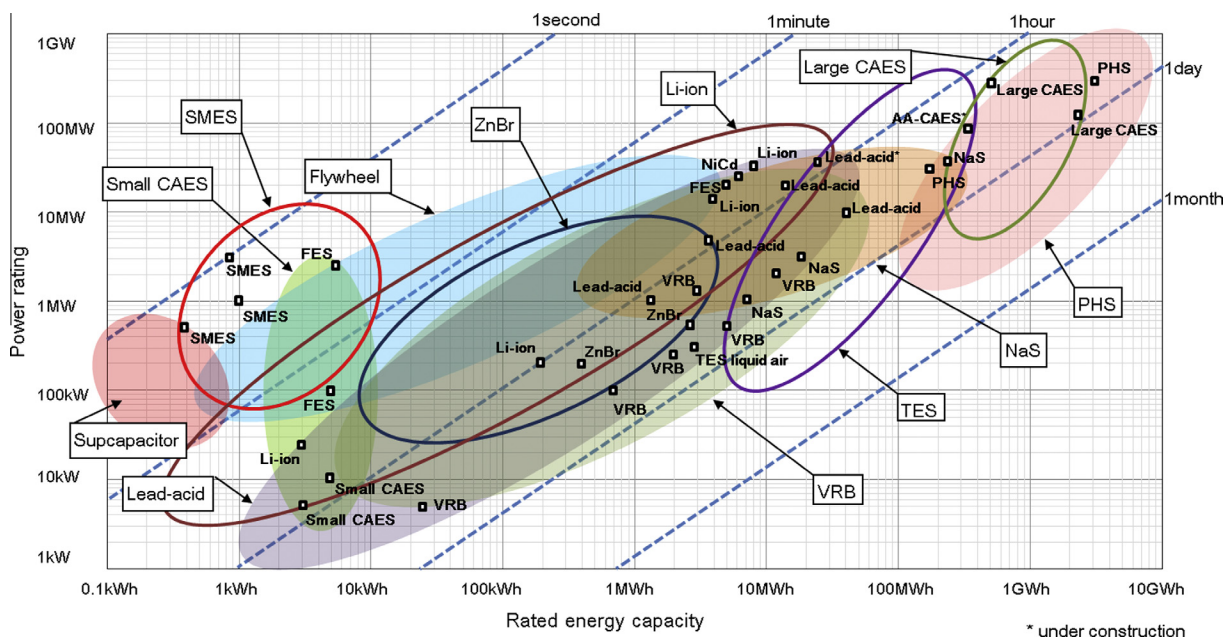 1second
1minute
1hour
1GW
Large CAES
PHS
1day
Li-ion
Large CAES
SMES
ZnBr
AA-CAES*
Large CAES
100MW
Small CAES
Flywheel
NiCd
Li-ion
Lead-acid*
NaS
FES
Lead-acid
PHS
Li-ion
1month
10MW
Lead-acid
FES
Lead-acid
SMES
NaS
VRB
VRB
Lead-acid
1MW
SMES
ZnBr
NaS
PHS
SMES
VRB
Li-ion
ZnBr
VRB
TES liquid air
NaS
100kW
FES
VRB
TES
Supcapacitor
Li-ion
Lead-acid
Small CAES
VRB
VRB
10kW
Small CAES
1kW
Power rating
0.1kWh
1kWh
10kWh
100kWh
1MWh
10MWh
100MWh
1GWh
10GWh
Rated energy capacity
* under construction